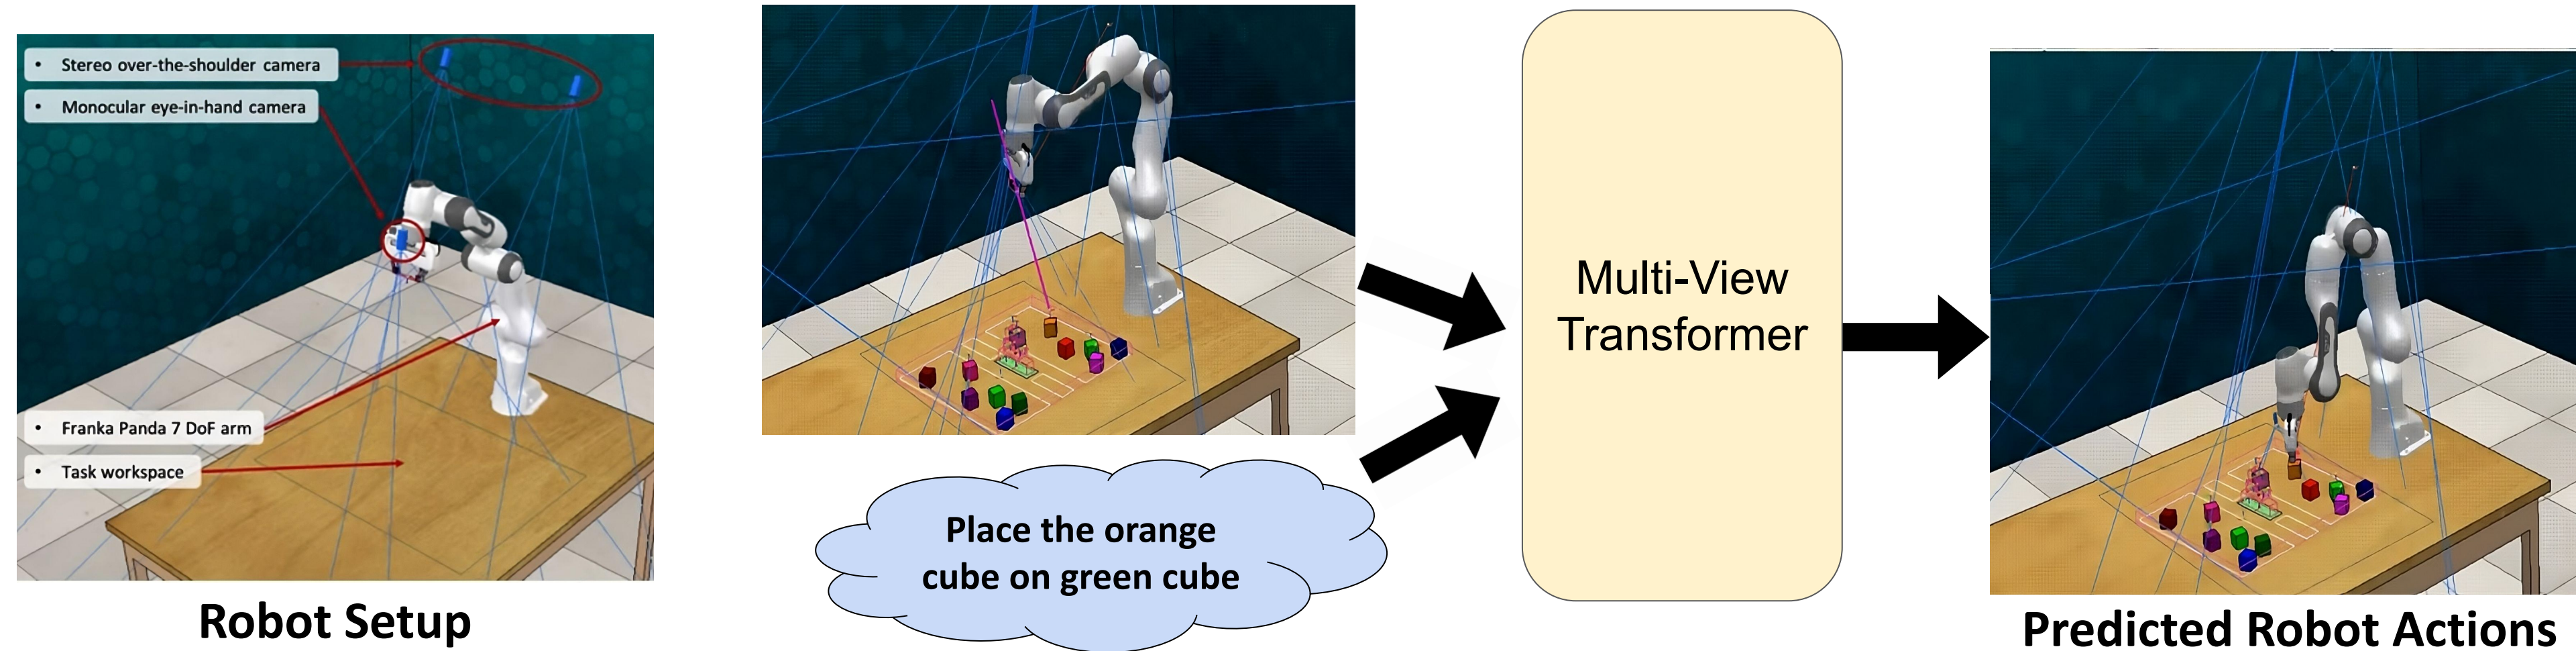 • Stereo over-the-shoulder camera
• Monocular eye-in-hand camera
• Franka Panda 7 DoF arm
• Task workspace
Robot Setup
Place the orange
cube on green cube
Multi-View
Transformer
Predicted Robot Actions